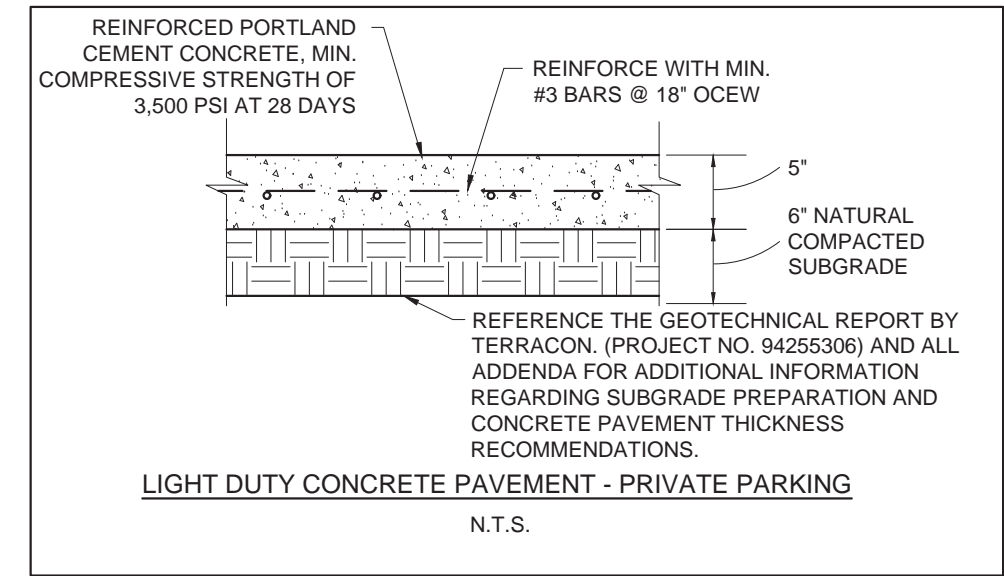 REINFORCED PORTLAND
CEMENT CONCRETE, MIN.
COMPRESSIVE STRENGTH OF
3,500 PSI AT 28 DAYS
REINFORCE WITH MIN.
#3 BARS @ 18" OCEW
5"
6" NATURAL
COMPACTED
SUBGRADE
REFERENCE THE GEOTECHNICAL REPORT BY
TERRACON. (PROJECT NO. 94255306) AND ALL
ADDENDA FOR ADDITIONAL INFORMATION
REGARDING SUBGRADE PREPARATION AND
CONCRETE PAVEMENT THICKNESS
RECOMMENDATIONS.
LIGHT DUTY CONCRETE PAVEMENT - PRIVATE PARKING
N.T.S.